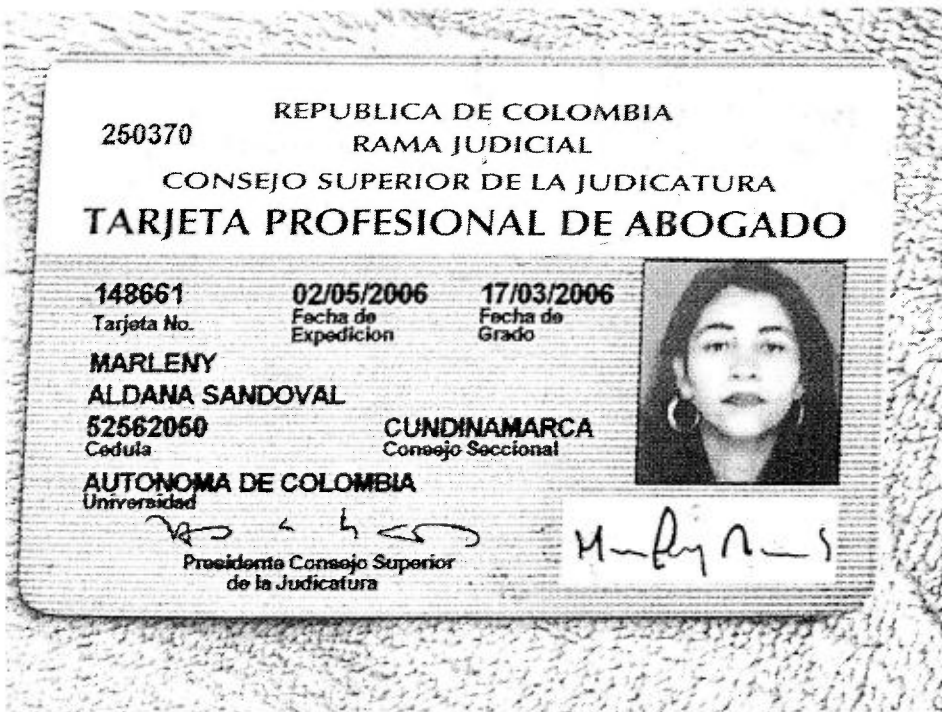 REPUBLICA DE COLOMBIA
250370
RAMA JUDICIAL
CONSEJO SUPERIOR DE LA JUDICATURA
TARJETA PROFESIONAL DE ABOGADO
148661 02/05/2006 17/03/2006
Tarjeta No. Fecha de Expedicion Fecha de Grado
MARLENY
ALDANA SANDOVAL
52562050 CUNDINAMARCA
Cedula Consejo Seccional
AUTONOMA DE COLOMBIA
Universidad
Presidente Consejo Superior
de la Judicatura